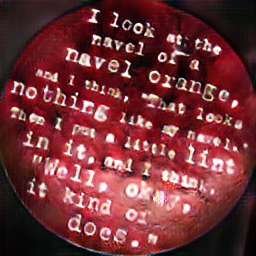 I look at the
navel of a
navel orange,
and I think, "That looks
nothing like my navel."
Then I put a little lint
in it, and I think,
"Well, okay,
it kind of
does."